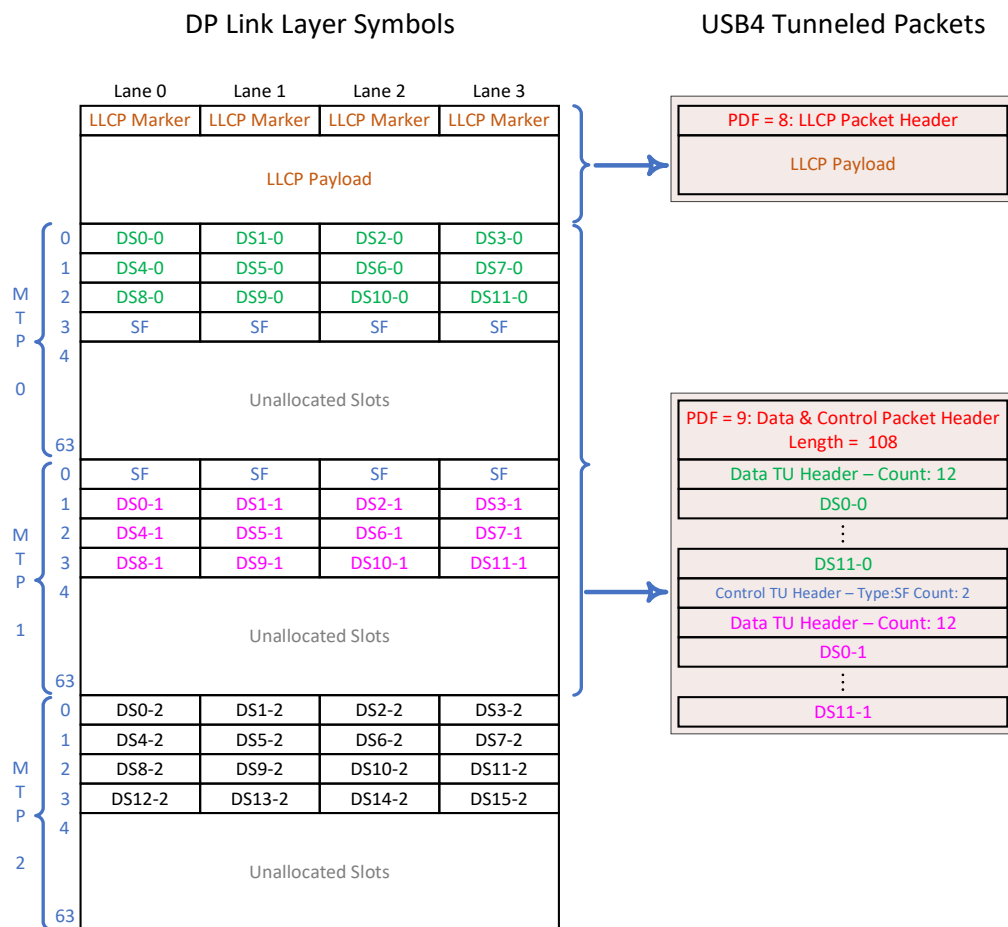 DP Link Layer Symbols
USB4 Tunneled Packets
Lane 0 Lane 1 Lane 2 Lane 3
LLCP Marker LLCP Marker LLCP Marker LLCP Marker
LLCP Payload
PDF = 8: LLCP Packet Header
LLCP Payload
MTP 0
0 DS0-0 DS1-0 DS2-0 DS3-0
1 DS4-0 DS5-0 DS6-0 DS7-0
2 DS8-0 DS9-0 DS10-0 DS11-0
3 SF SF SF SF
4
Unallocated Slots
63
MTP 1
0 SF SF SF SF
1 DS0-1 DS1-1 DS2-1 DS3-1
2 DS4-1 DS5-1 DS6-1 DS7-1
3 DS8-1 DS9-1 DS10-1 DS11-1
4
Unallocated Slots
63
MTP 2
0 DS0-2 DS1-2 DS2-2 DS3-2
1 DS4-2 DS5-2 DS6-2 DS7-2
2 DS8-2 DS9-2 DS10-2 DS11-2
3 DS12-2 DS13-2 DS14-2 DS15-2
4
Unallocated Slots
63
PDF = 9: Data & Control Packet Header
Length = 108
Data TU Header – Count: 12
DS0-0
⋮
DS11-0
Control TU Header – Type:SF Count: 2
Data TU Header – Count: 12
DS0-1
⋮
DS11-1